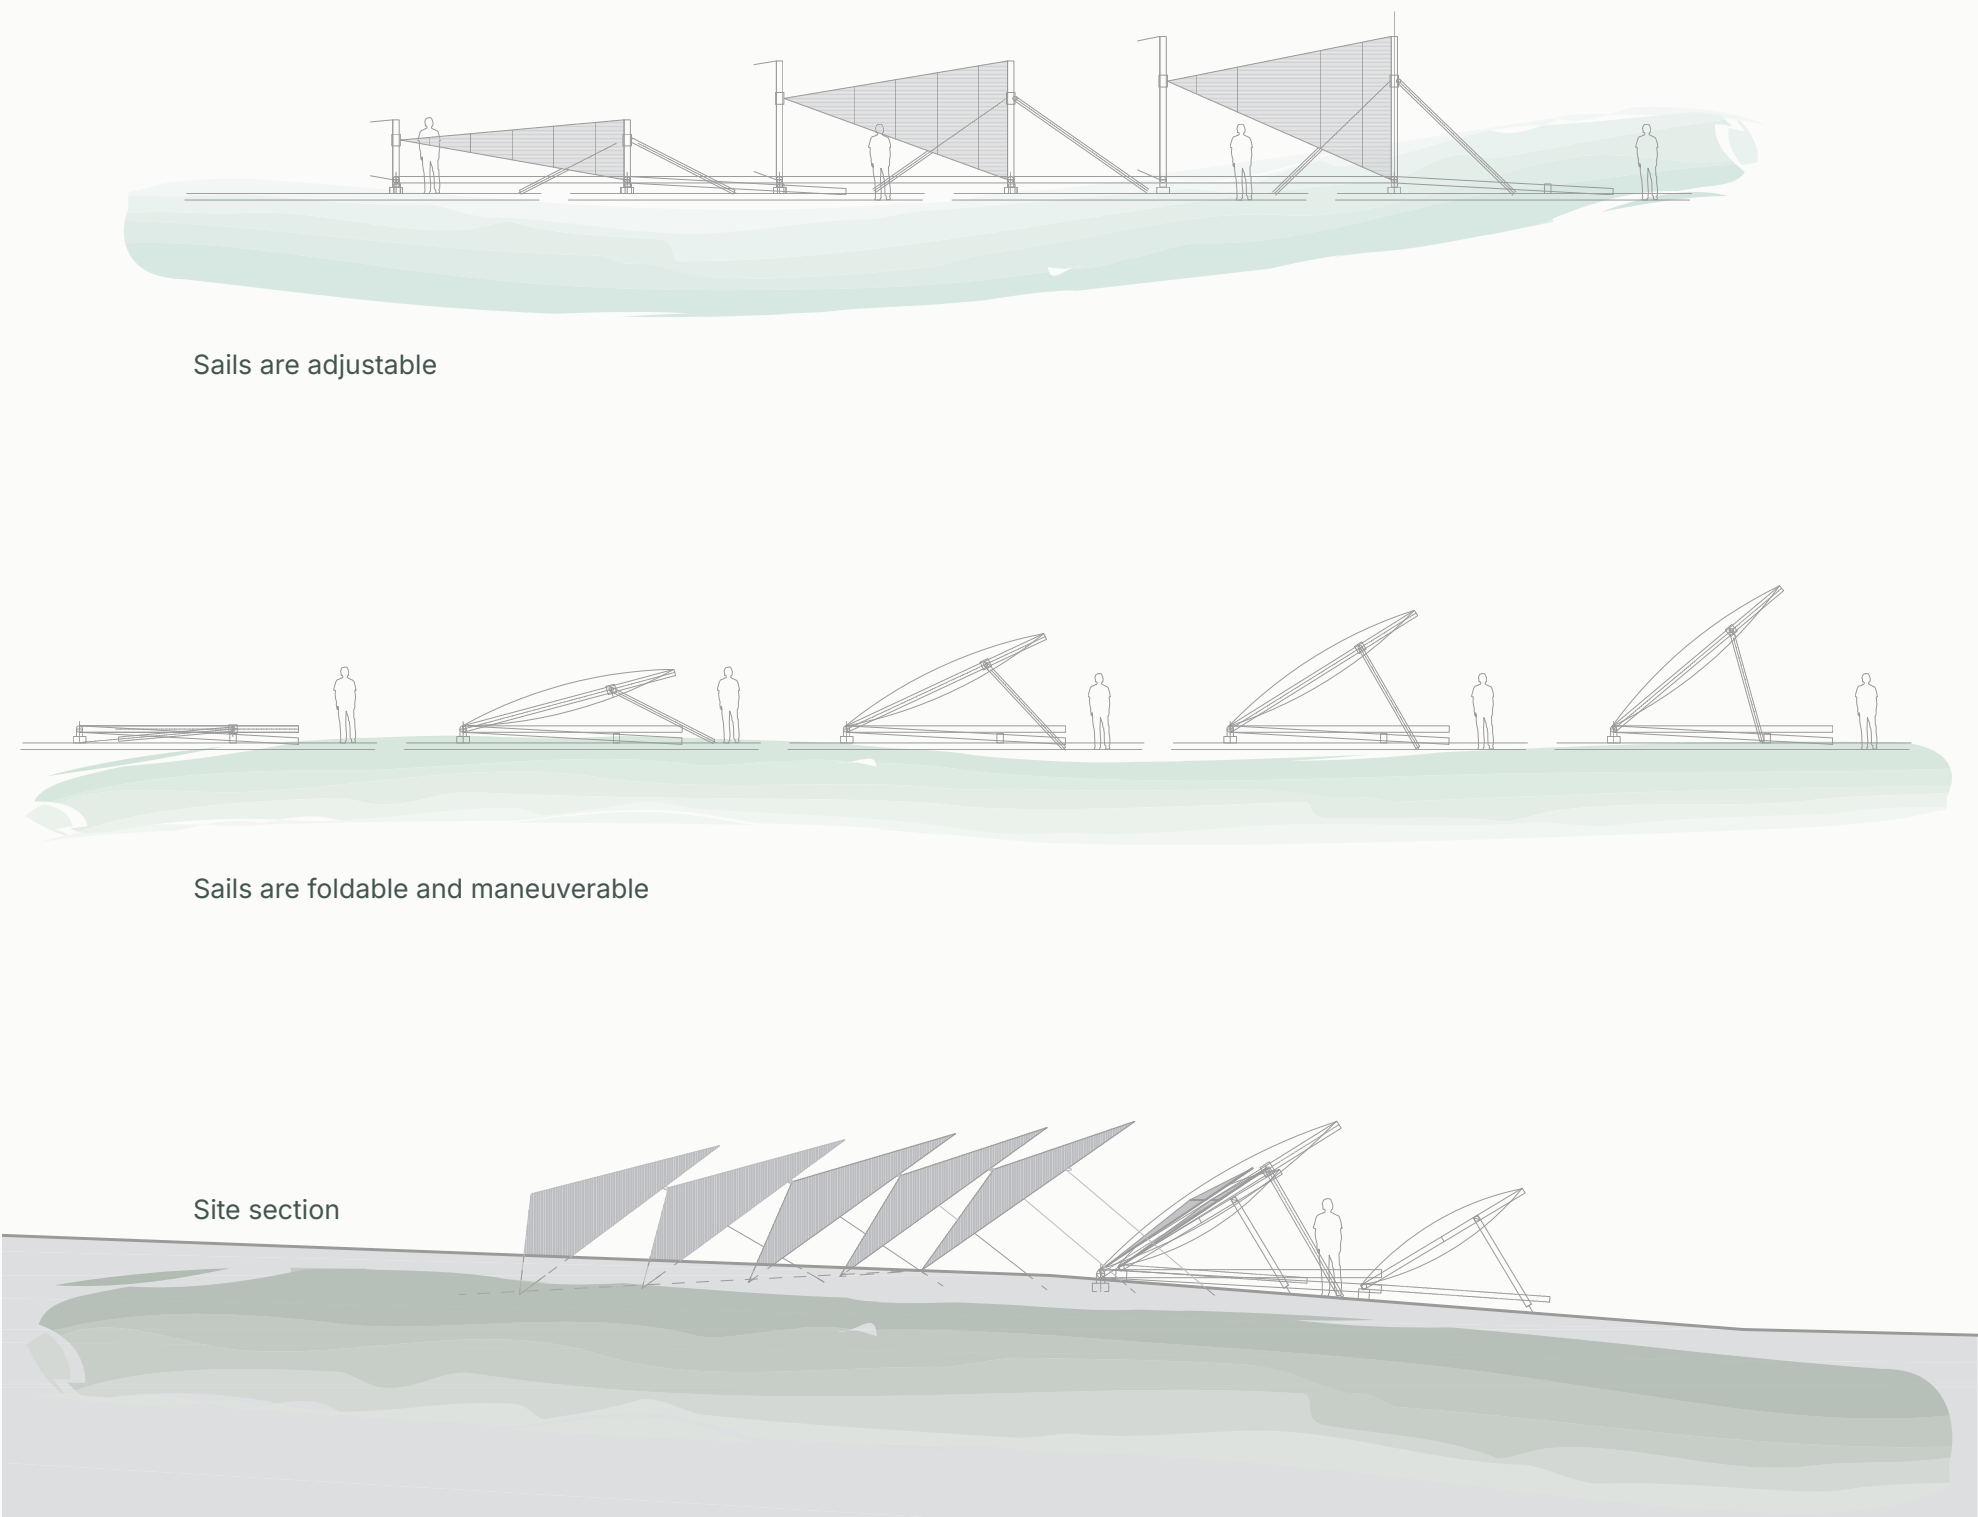 Sails are adjustable
Sails are foldable and maneuverable
Site section